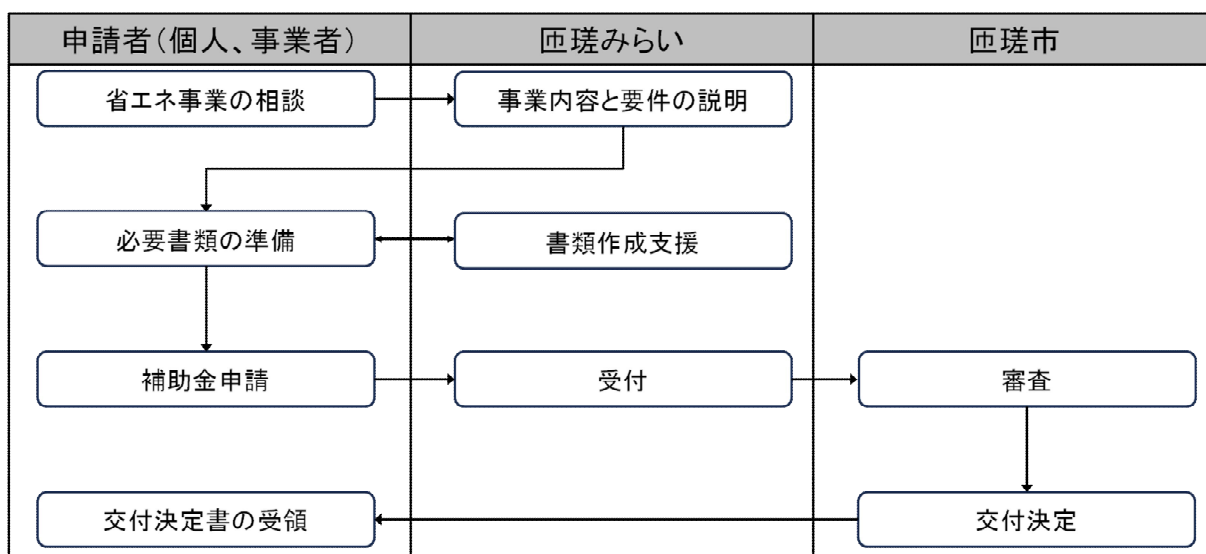 申請者(個人、事業者)
匝瑳みらい
匝瑳市
省エネ事業の相談
事業内容と要件の説明
必要書類の準備
書類作成支援
補助金申請
受付
審査
交付決定書の受領
交付決定